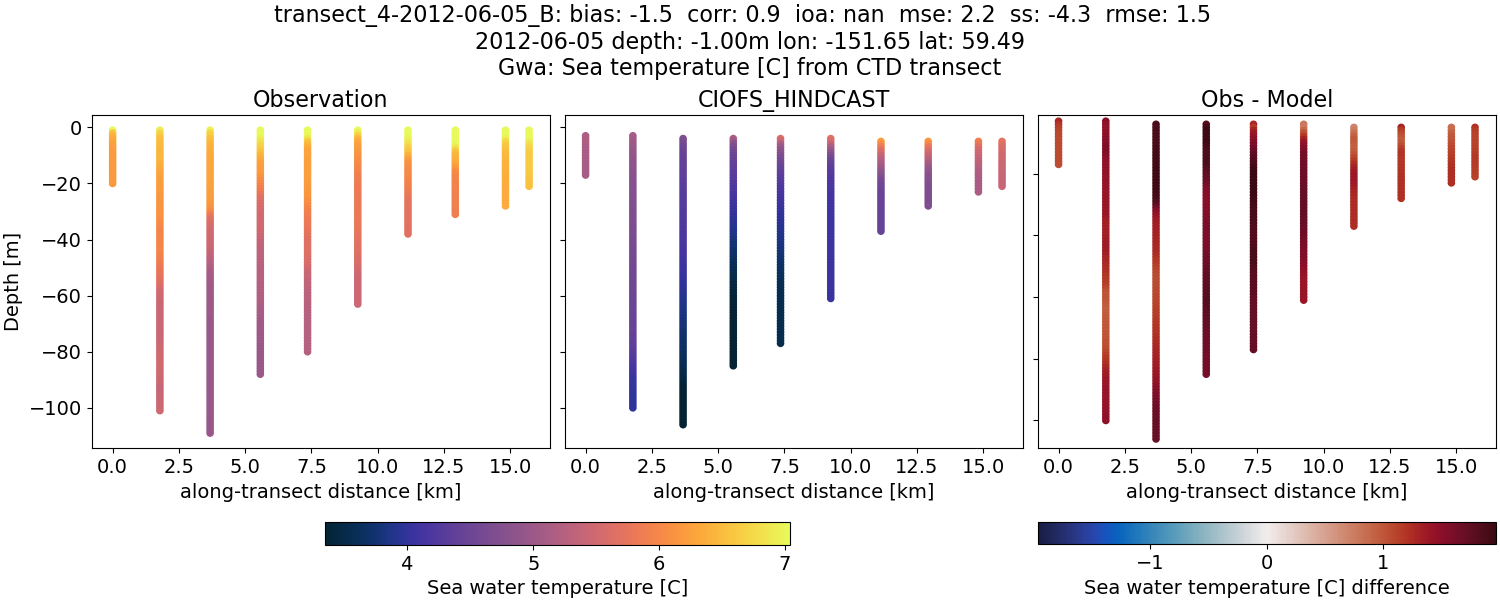 transect_4-2012-06-05_B: bias: -1.5  corr: 0.9  ioa: nan  mse: 2.2  ss: -4.3  rmse: 1.5
2012-06-05 depth: -1.00m lon: -151.65 lat: 59.49
Gwa: Sea temperature [C] from CTD transect
Observation
CIOFS_HINDCAST
Obs - Model
Depth [m]
0
−20
−40
−60
−80
−100
0.0 2.5 5.0 7.5 10.0 12.5 15.0
0.0 2.5 5.0 7.5 10.0 12.5 15.0
0.0 2.5 5.0 7.5 10.0 12.5 15.0
along-transect distance [km]
along-transect distance [km]
along-transect distance [km]
4 5 6 7
Sea water temperature [C]
−1 0 1
Sea water temperature [C] difference